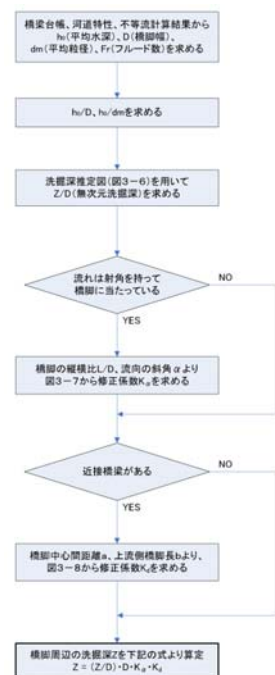 橋梁台帳、河道特性、不等流計算結果から
h₀(平均水深)、D(橋脚幅)、
dm(平均粒径)、Fr(フルード数)を求める
h₀/D、h₀/dmを求める
洗掘深推定図(図3-6)を用いて
Z/D(無次元洗掘深)を求める
流れは射角を持って
橋脚に当たっている
NO
YES
橋脚の縦横比L/D、流向の斜角αより
図3-7から修正係数Kαを求める
近接橋梁がある
NO
YES
橋脚中心間距離a、上流側橋脚長bより、
図3-8から修正係数Kdを求める
橋脚周辺の洗掘深Zを下記の式より算定
Z = (Z/D)・D・Kα・Kd